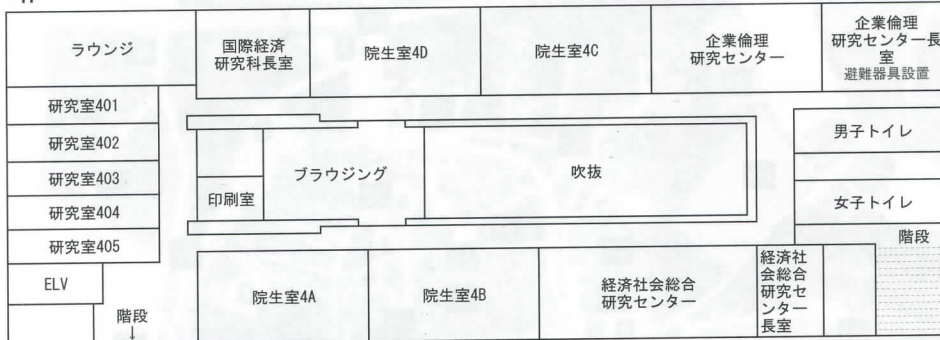 ラウンジ
国際経済
研究科長室
院生室4D
院生室4C
企業倫理
研究センター
企業倫理
研究センター長
室
避難器具設置
研究室401
研究室402
研究室403
研究室404
研究室405
ELV
階段
↓
印刷室
ブラウジング
吹抜
男子トイレ
女子トイレ
階段
院生室4A
院生室4B
経済社会総合
研究センター
経済社
会総合
研究セ
ンター
長室